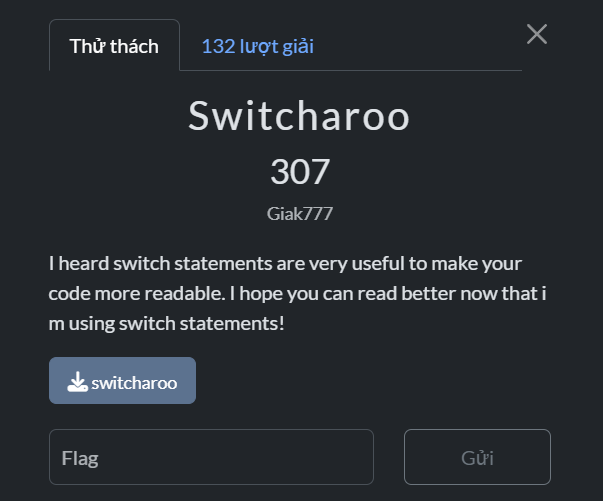 Thử thách
132 lượt giải
Switcharoo
307
Giak777
I heard switch statements are very useful to make your
code more readable. I hope you can read better now that i
m using switch statements!
switcharoo
Flag
Gửi